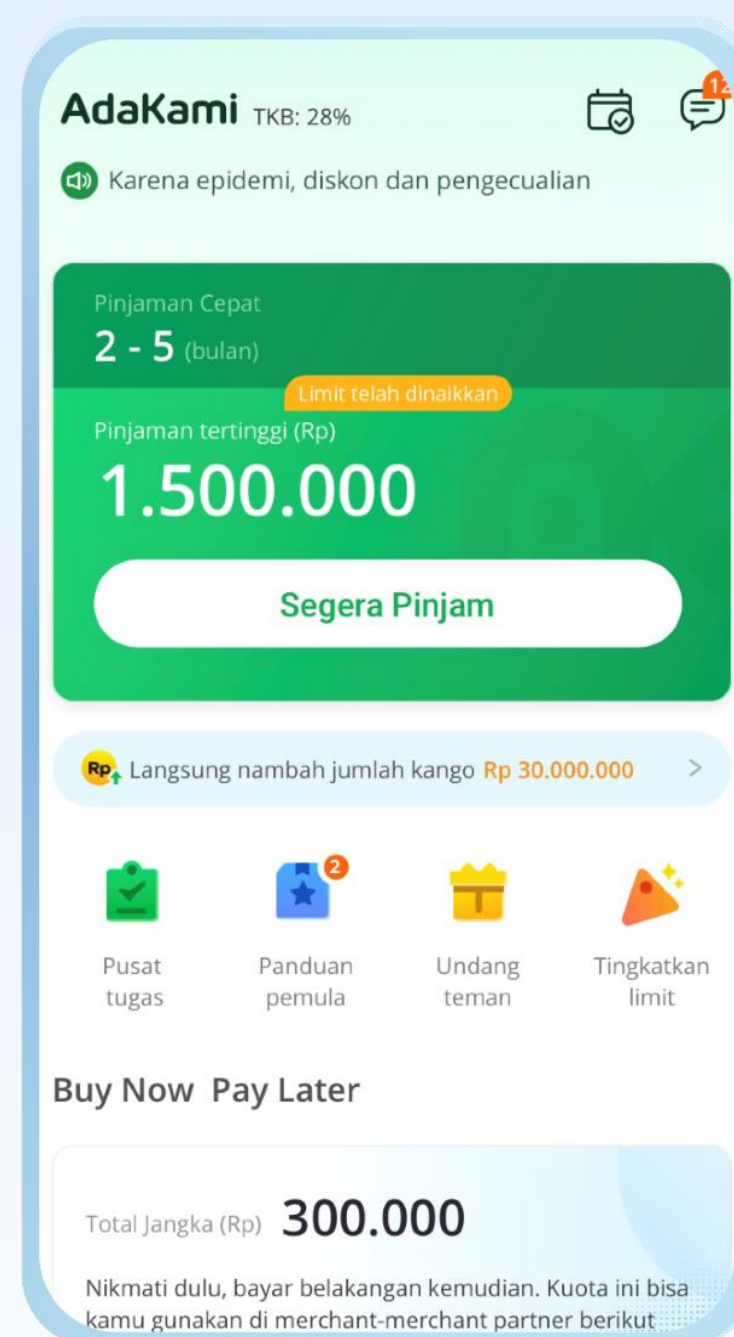 AdaKami TKB: 28%
12
Karena epidemi, diskon dan pengecualian
Pinjaman Cepat
2 - 5 (bulan)
Limit telah dinaikkan
Pinjaman tertinggi (Rp)
1.500.000
Segera Pinjam
Rp Langsung nambah jumlah kango Rp 30.000.000 >
2
Pusat tugas
Panduan pemula
Undang teman
Tingkatkan limit
Buy Now Pay Later
Total Jangka (Rp) 300.000
Nikmati dulu, bayar belakangan kemudian. Kuota ini bisa
kamu gunakan di merchant-merchant partner berikut